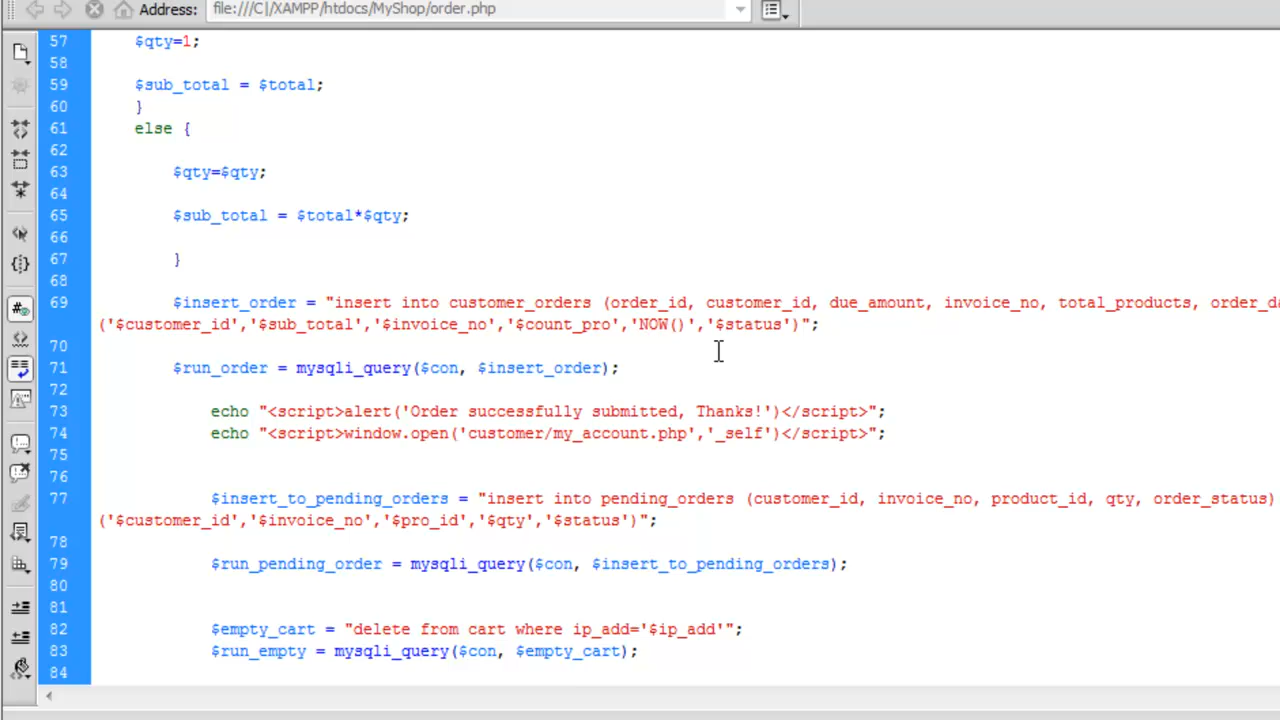 Address: file:///C|/XAMPP/htdocs/MyShop/order.php
57 $qty=1;
58
59 $sub_total = $total;
60 }
61 else {
62
63 $qty=$qty;
64
65 $sub_total = $total*$qty;
66
67 }
68
69 $insert_order = "insert into customer_orders (order_id, customer_id, due_amount, invoice_no, total_products,
('$customer_id','$sub_total','$invoice_no','$count_pro','NOW()','$status')";
70
71 $run_order = mysqli_query($con, $insert_order);
72
73 echo "<script>alert('Order successfully submitted, Thanks!')</script>";
74 echo "<script>window.open('customer/my_account.php','_self')</script>";
75
76
77 $insert_to_pending_orders = "insert into pending_orders (customer_id, invoice_no, product_id, qty, order_status)
('$customer_id','$invoice_no','$pro_id','$qty','$status')";
78
79 $run_pending_order = mysqli_query($con, $insert_to_pending_orders);
80
81
82 $empty_cart = "delete from cart where ip_add='$ip_add'";
83 $run_empty = mysqli_query($con, $empty_cart);
84